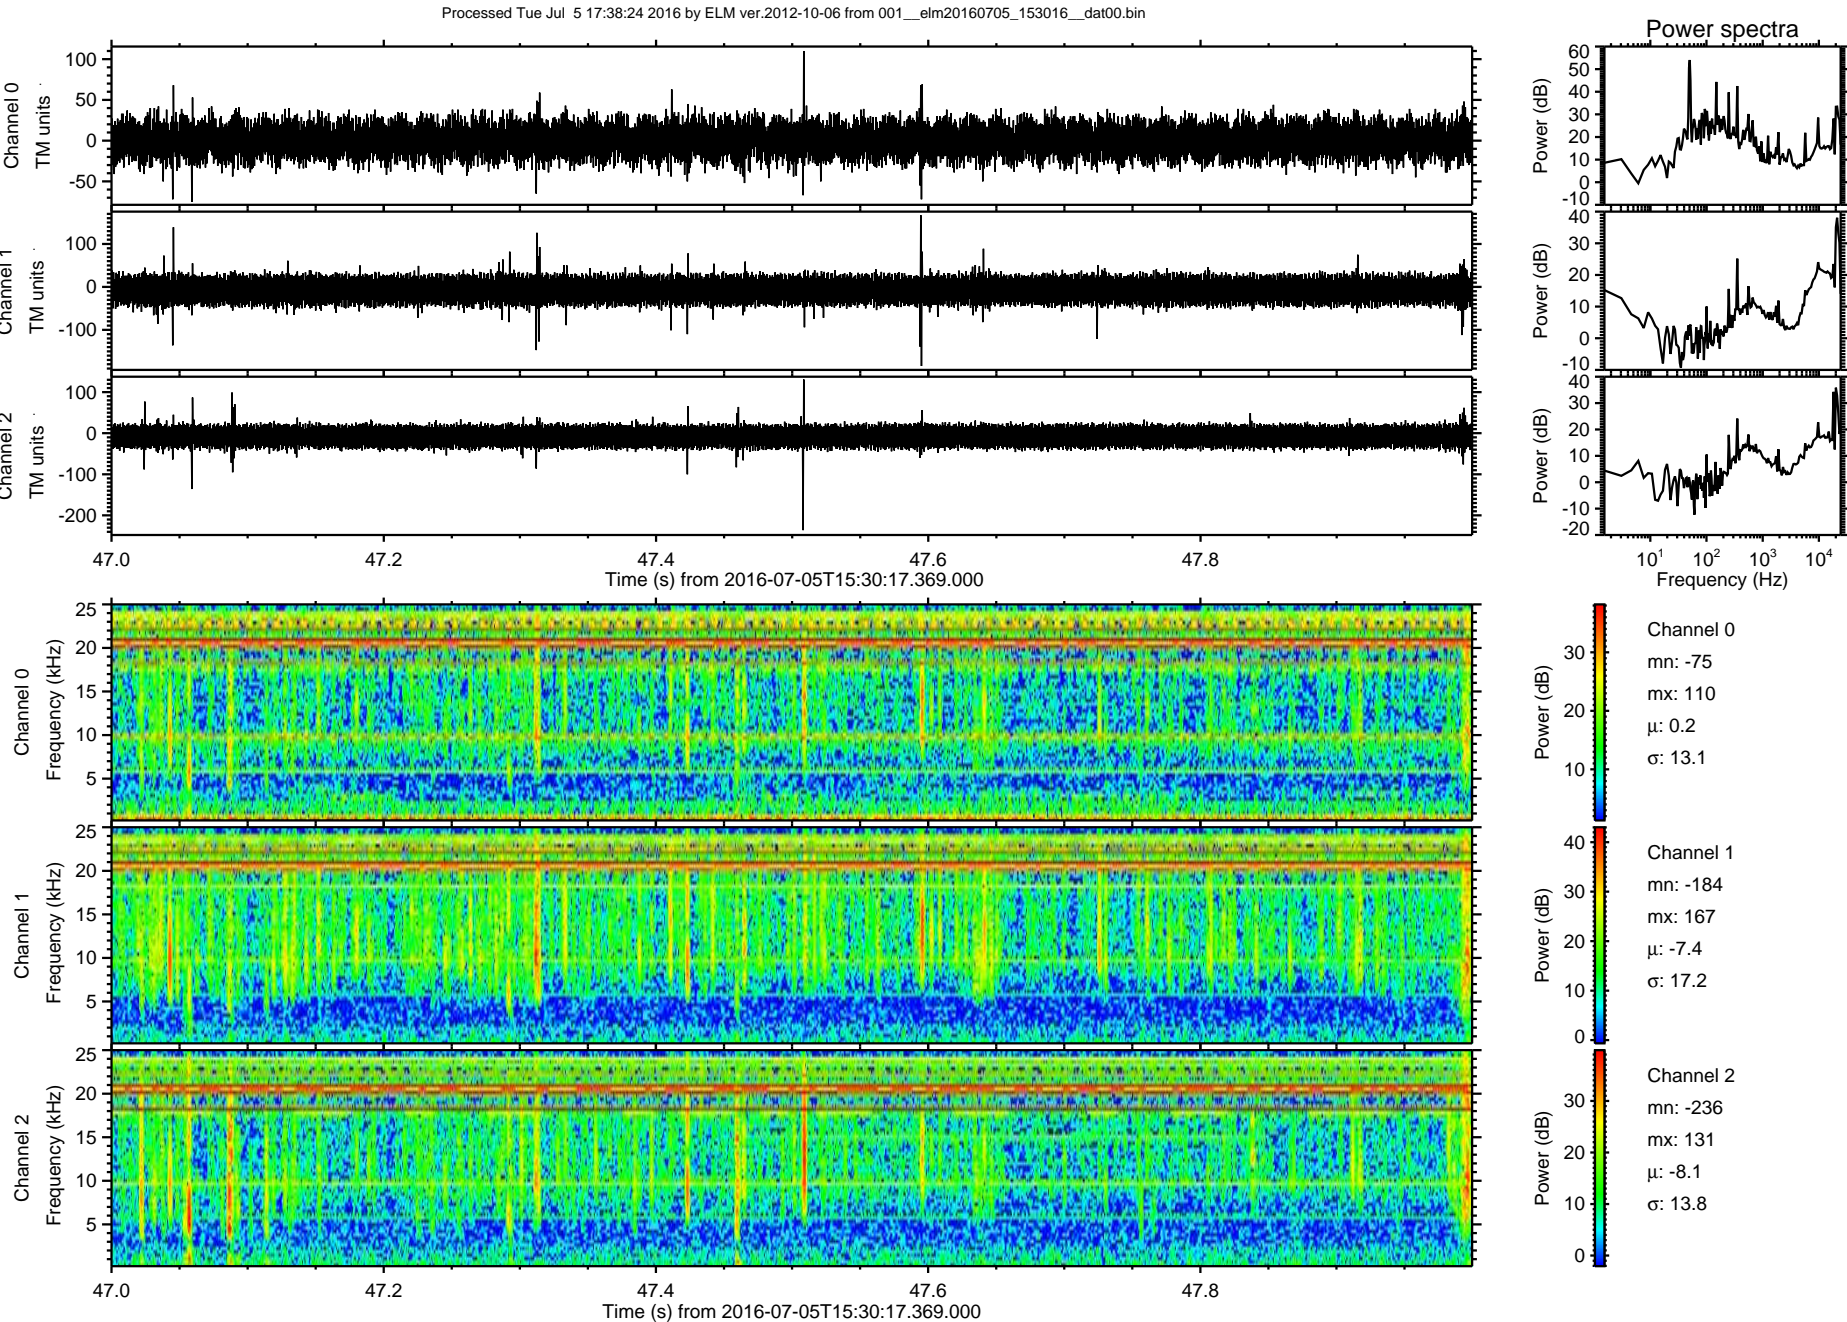 Processed Tue Jul  5 17:38:24 2016 by ELM ver.2012-10-06 from 001__elm20160705_153016__dat00.bin
Power spectra
Channel 0
TM units
100
50
0
-50
Power (dB)
60
50
40
30
20
10
0
-10
Channel 1
TM units
100
0
-100
Power (dB)
40
30
20
10
0
-10
Channel 2
TM units
100
0
-100
-200
Power (dB)
40
30
20
10
0
-10
-20
47.0 47.2 47.4 47.6 47.8
Time (s) from 2016-07-05T15:30:17.369.000
10^1 10^2 10^3 10^4
Frequency (Hz)
Channel 0
Frequency (kHz)
25
20
15
10
5
Power (dB)
30
20
10
Channel 0
mn: -75
mx: 110
μ: 0.2
σ: 13.1
Channel 1
Frequency (kHz)
25
20
15
10
5
Power (dB)
40
30
20
10
0
Channel 1
mn: -184
mx: 167
μ: -7.4
σ: 17.2
Channel 2
Frequency (kHz)
25
20
15
10
5
Power (dB)
30
20
10
0
Channel 2
mn: -236
mx: 131
μ: -8.1
σ: 13.8
47.0 47.2 47.4 47.6 47.8
Time (s) from 2016-07-05T15:30:17.369.000